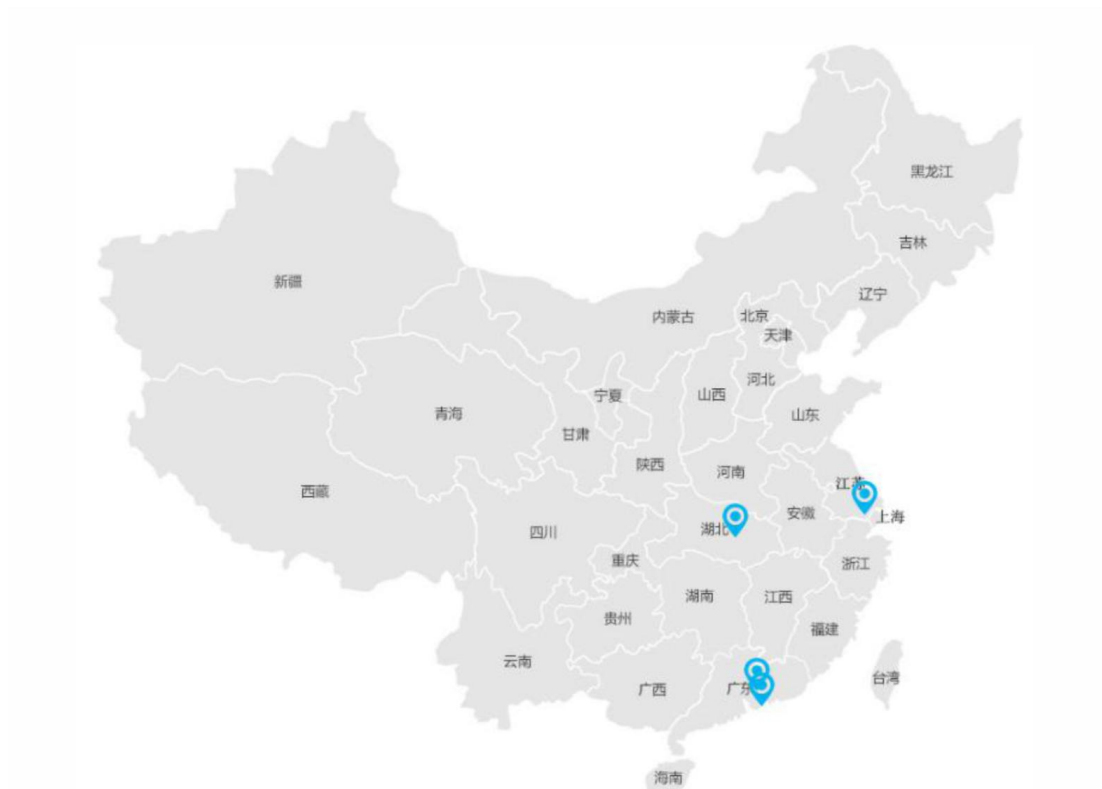 黑龙江
吉林
辽宁
新疆
内蒙古
北京
天津
河北
山西
宁夏
山东
青海
甘肃
陕西
河南
江苏
西藏
安徽
上海
湖北
四川
重庆
浙江
湖南
江西
贵州
福建
云南
台湾
广西
广东
海南